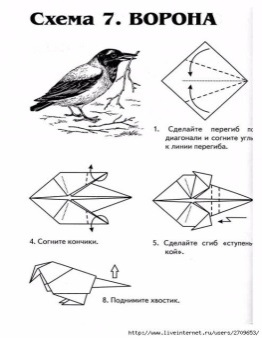 Схема 7. ВОРОНА
1. Сделайте перегиб по
диагонали и согните углы
к линии перегиба.
4. Согните кончики.
5. Сделайте сгиб «ступень-
кой».
8. Поднимите хвостик.
http://www.liveinternet.ru/users/2709653/